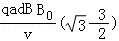 qadB B₀/v (√3 - 3/2)